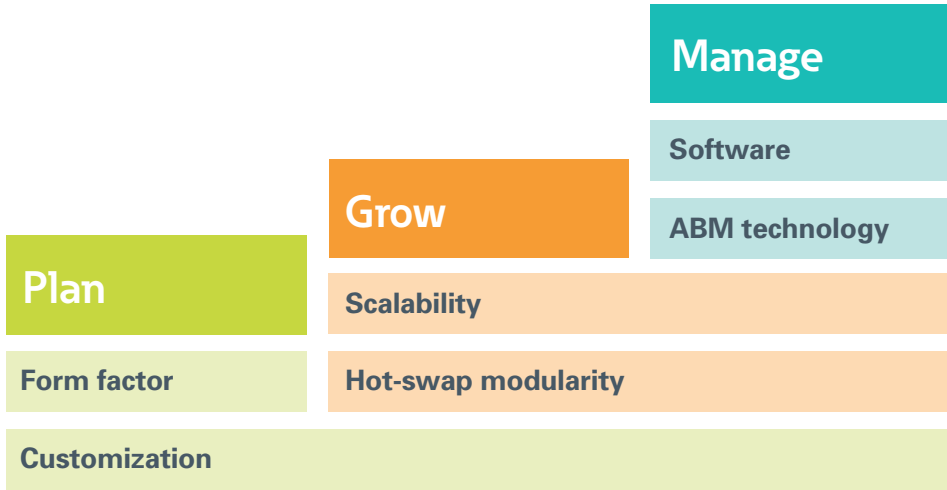 Manage
Software
ABM technology
Grow
Scalability
Hot-swap modularity
Plan
Form factor
Customization